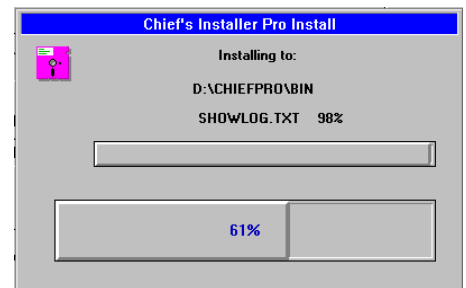 Chief's Installer Pro Install
Installing to:
D:\CHIEFPRO\BIN
SHOWLOG.TXT 98%
61%